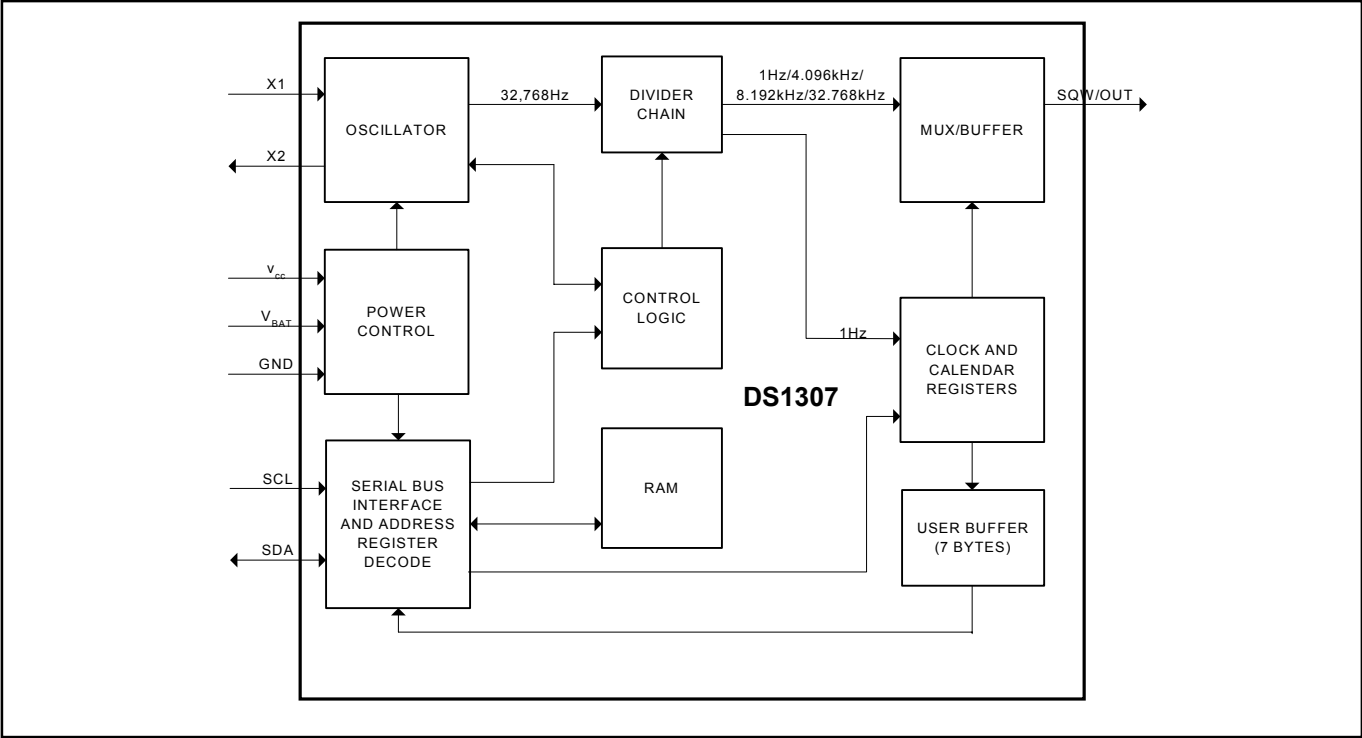 X1
X2
OSCILLATOR
32,768Hz
DIVIDER
CHAIN
1Hz/4.096kHz/
8.192kHz/32.768kHz
MUX/BUFFER
SQW/OUT
VCC
VBAT
GND
POWER
CONTROL
CONTROL
LOGIC
1Hz
CLOCK AND
CALENDAR
REGISTERS
DS1307
SCL
SDA
SERIAL BUS
INTERFACE
AND ADDRESS
REGISTER
DECODE
RAM
USER BUFFER
(7 BYTES)